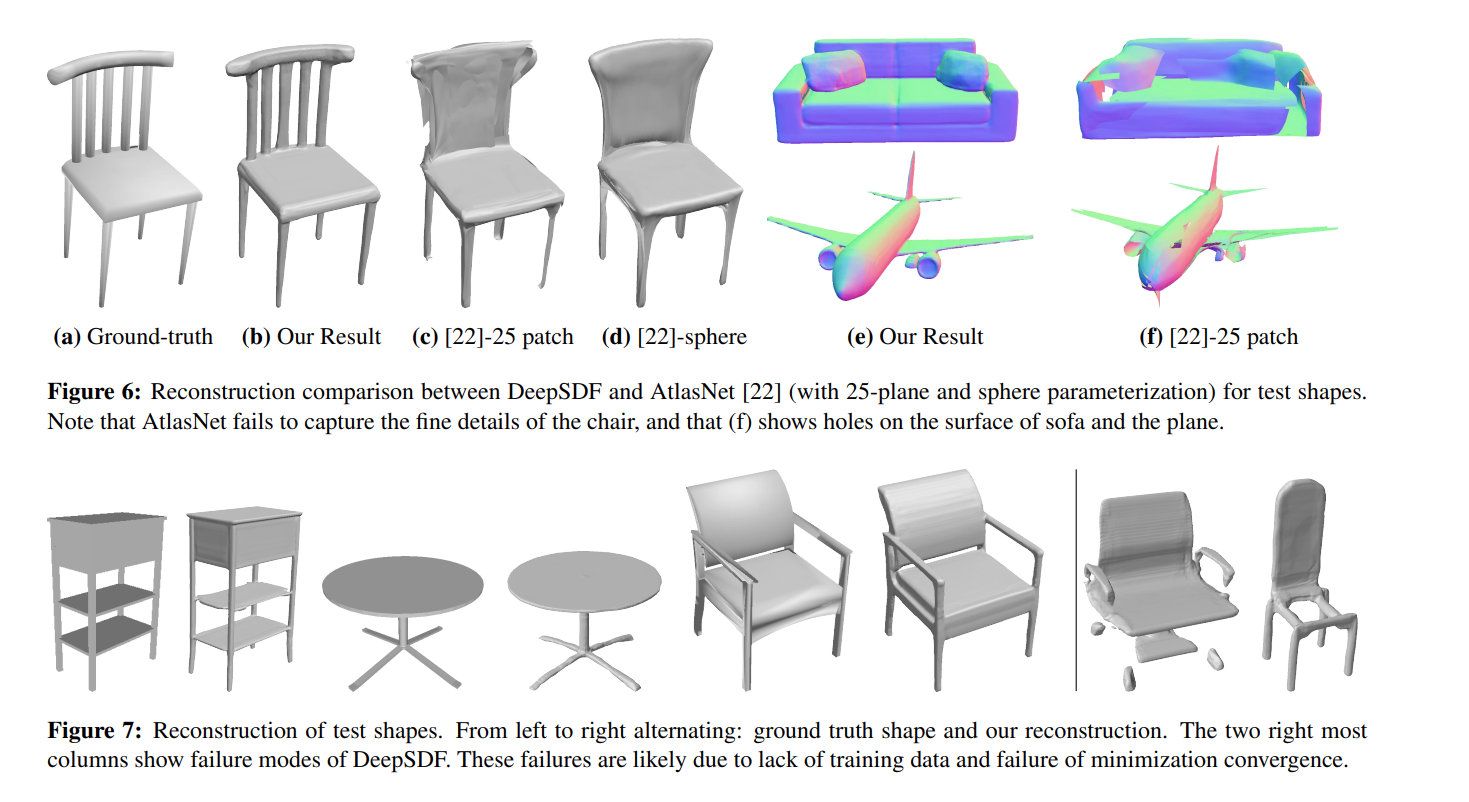 (a) Ground-truth (b) Our Result (c) [22]-25 patch (d) [22]-sphere (e) Our Result (f) [22]-25 patch
Figure 6: Reconstruction comparison between DeepSDF and AtlasNet [22] (with 25-plane and sphere parameterization) for test shapes.
Note that AtlasNet fails to capture the fine details of the chair, and that (f) shows holes on the surface of sofa and the plane.
Figure 7: Reconstruction of test shapes. From left to right alternating: ground truth shape and our reconstruction. The two right most
columns show failure modes of DeepSDF. These failures are likely due to lack of training data and failure of minimization convergence.